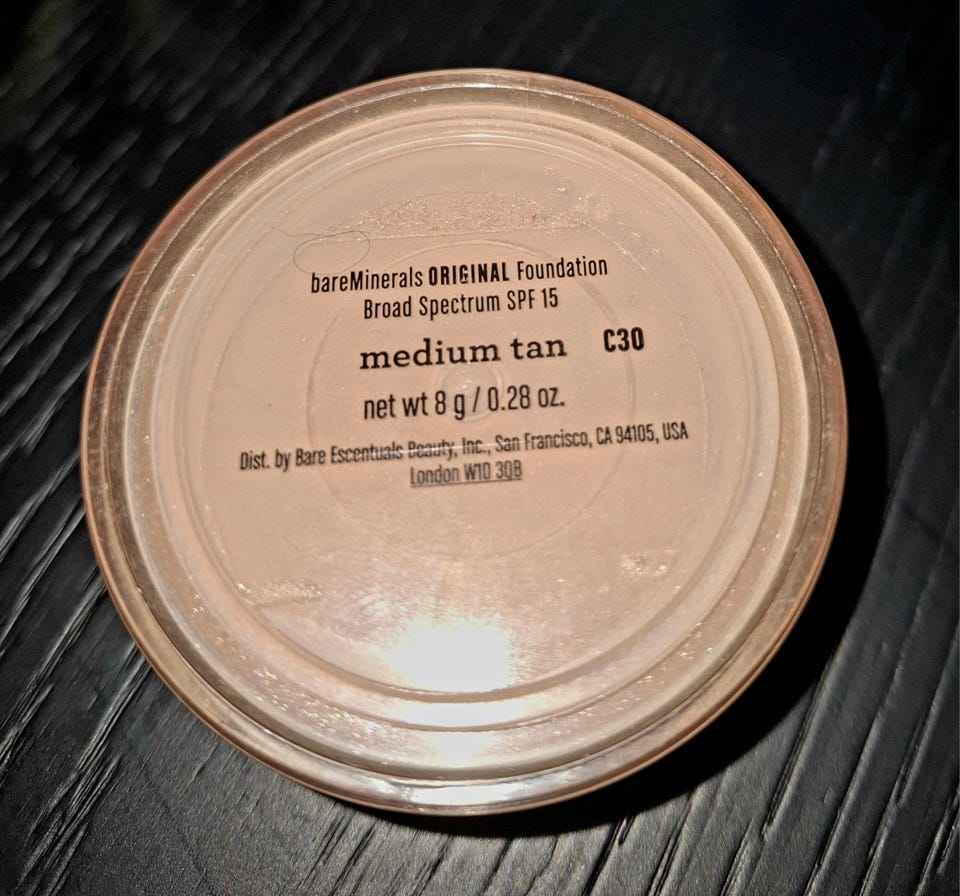 bareMinerals ORIGINAL Foundation
Broad Spectrum SPF 15
medium tan C30
net wt 8 g / 0.28 oz.
Dist. by Bare Escentuals Beauty, Inc., San Francisco, CA 94105, USA
London W1D 3QB